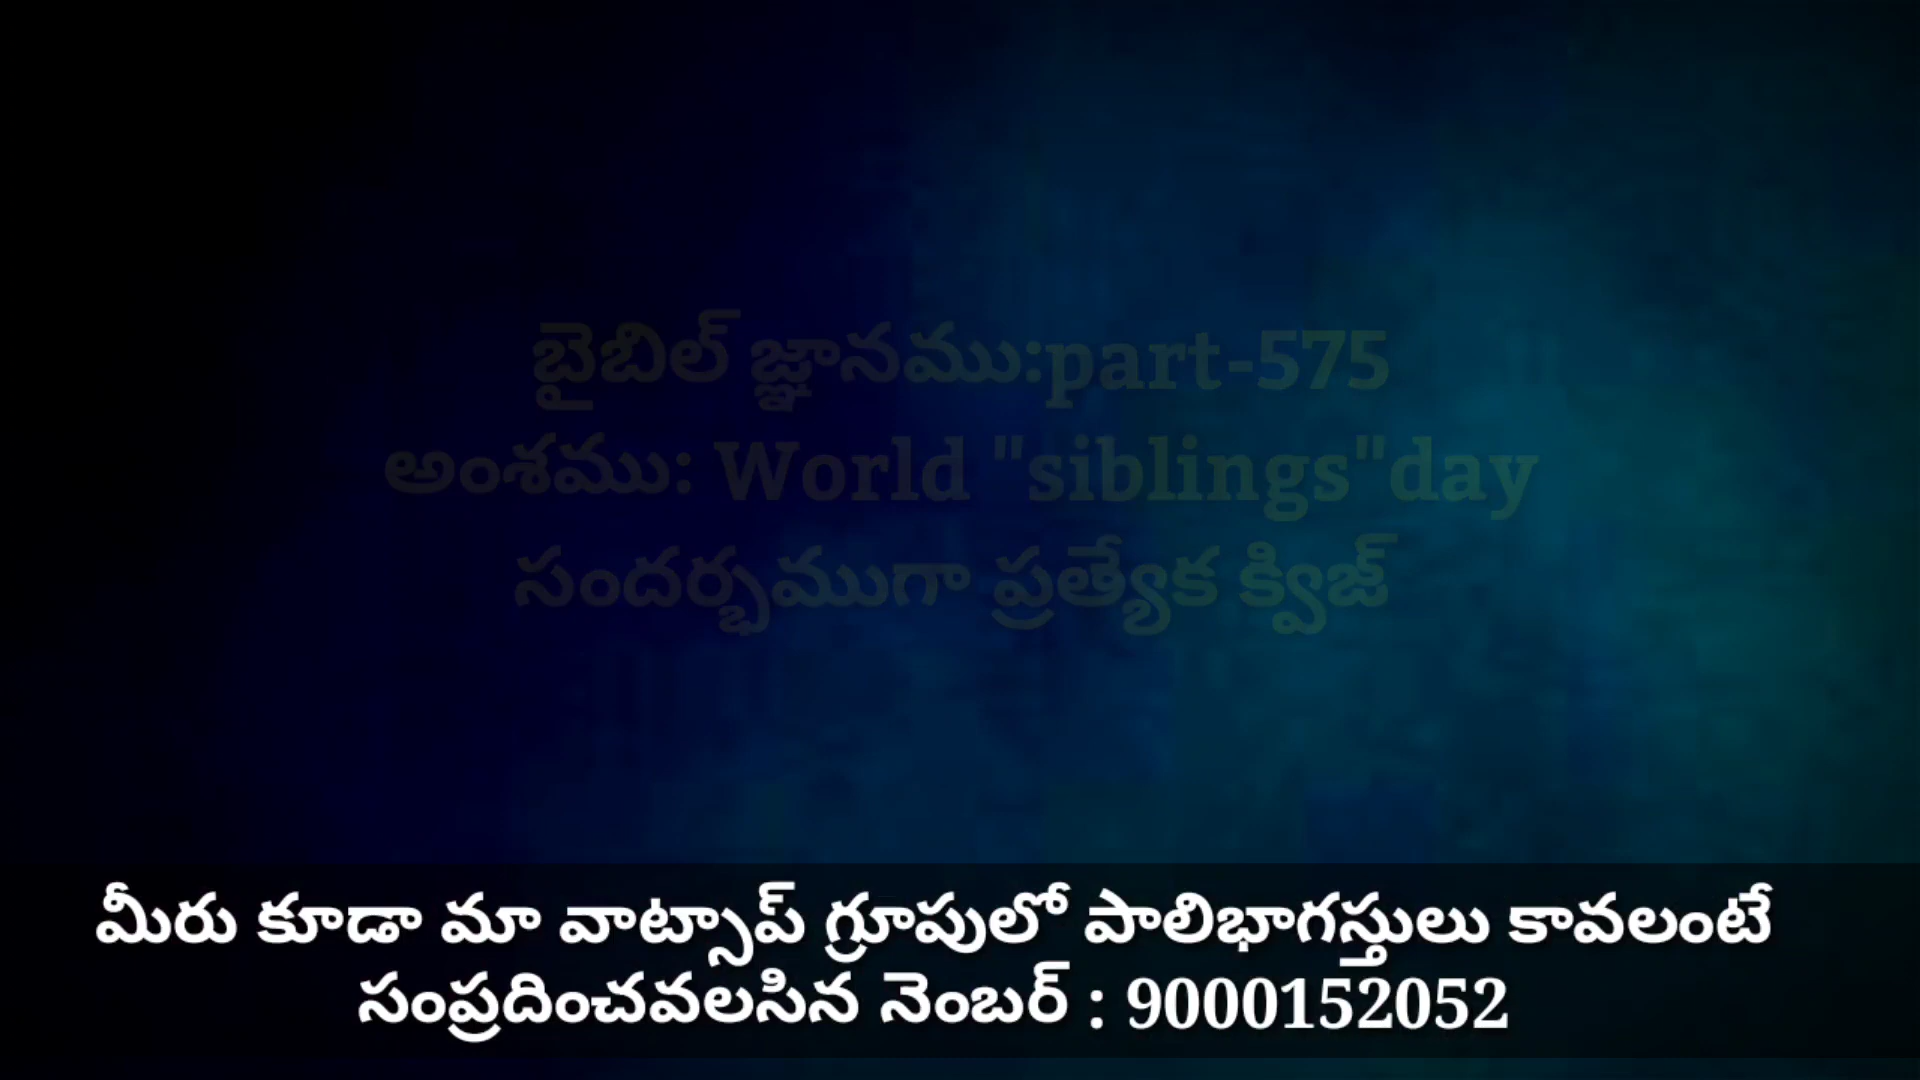 బైబిల్ జ్ఞానము:part-575
అంశము: World "siblings"day
సందర్భముగా ప్రత్యేక క్విజ్
మీరు కూడా మా వాట్సాప్ గ్రూపులో పాలిభాగస్తులు కావలంటే
సంప్రదించవలసిన నెంబర్ : 9000152052